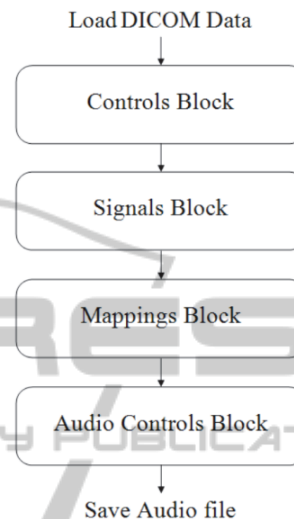 Load DICOM Data
Controls Block
Signals Block
Mappings Block
Audio Controls Block
Save Audio file